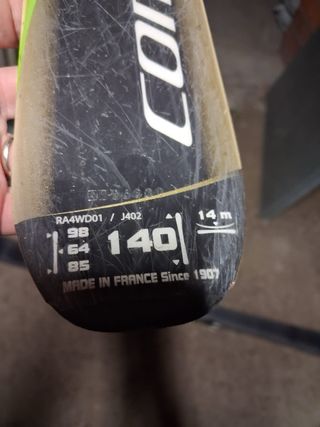 RA4WD01 / J402
98
64
85
140
14 m
MADE IN FRANCE Since 1907